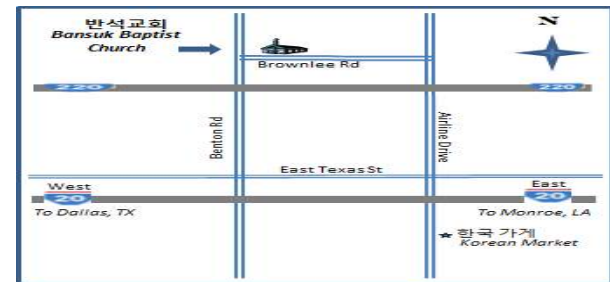 반석교회
Bansuk Baptist
Church
N
Brownlee Rd
220
220
Benton Rd
Airline Drive
East Texas St
West
20
To Dallas, TX
East
20
To Monroe, LA
한국 가게
Korean Market